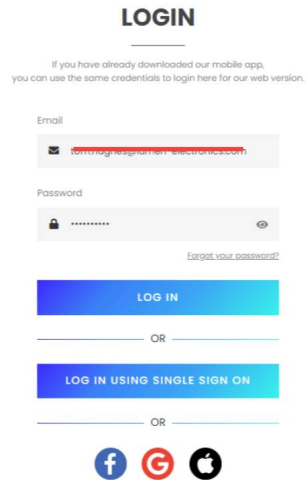 LOGIN
If you have already downloaded our mobile app,
you can use the same credentials to login here for our web version.
Email
Password
••••••••••
Forgot your password?
LOG IN
OR
LOG IN USING SINGLE SIGN ON
OR